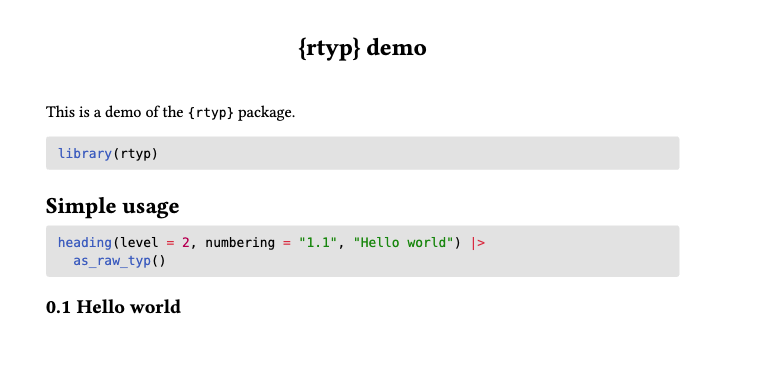 {rtyp} demo
This is a demo of the {rtyp} package.
library(rtyp)
Simple usage
heading(level = 2, numbering = "1.1", "Hello world") |>
  as_raw_typ()
0.1 Hello world